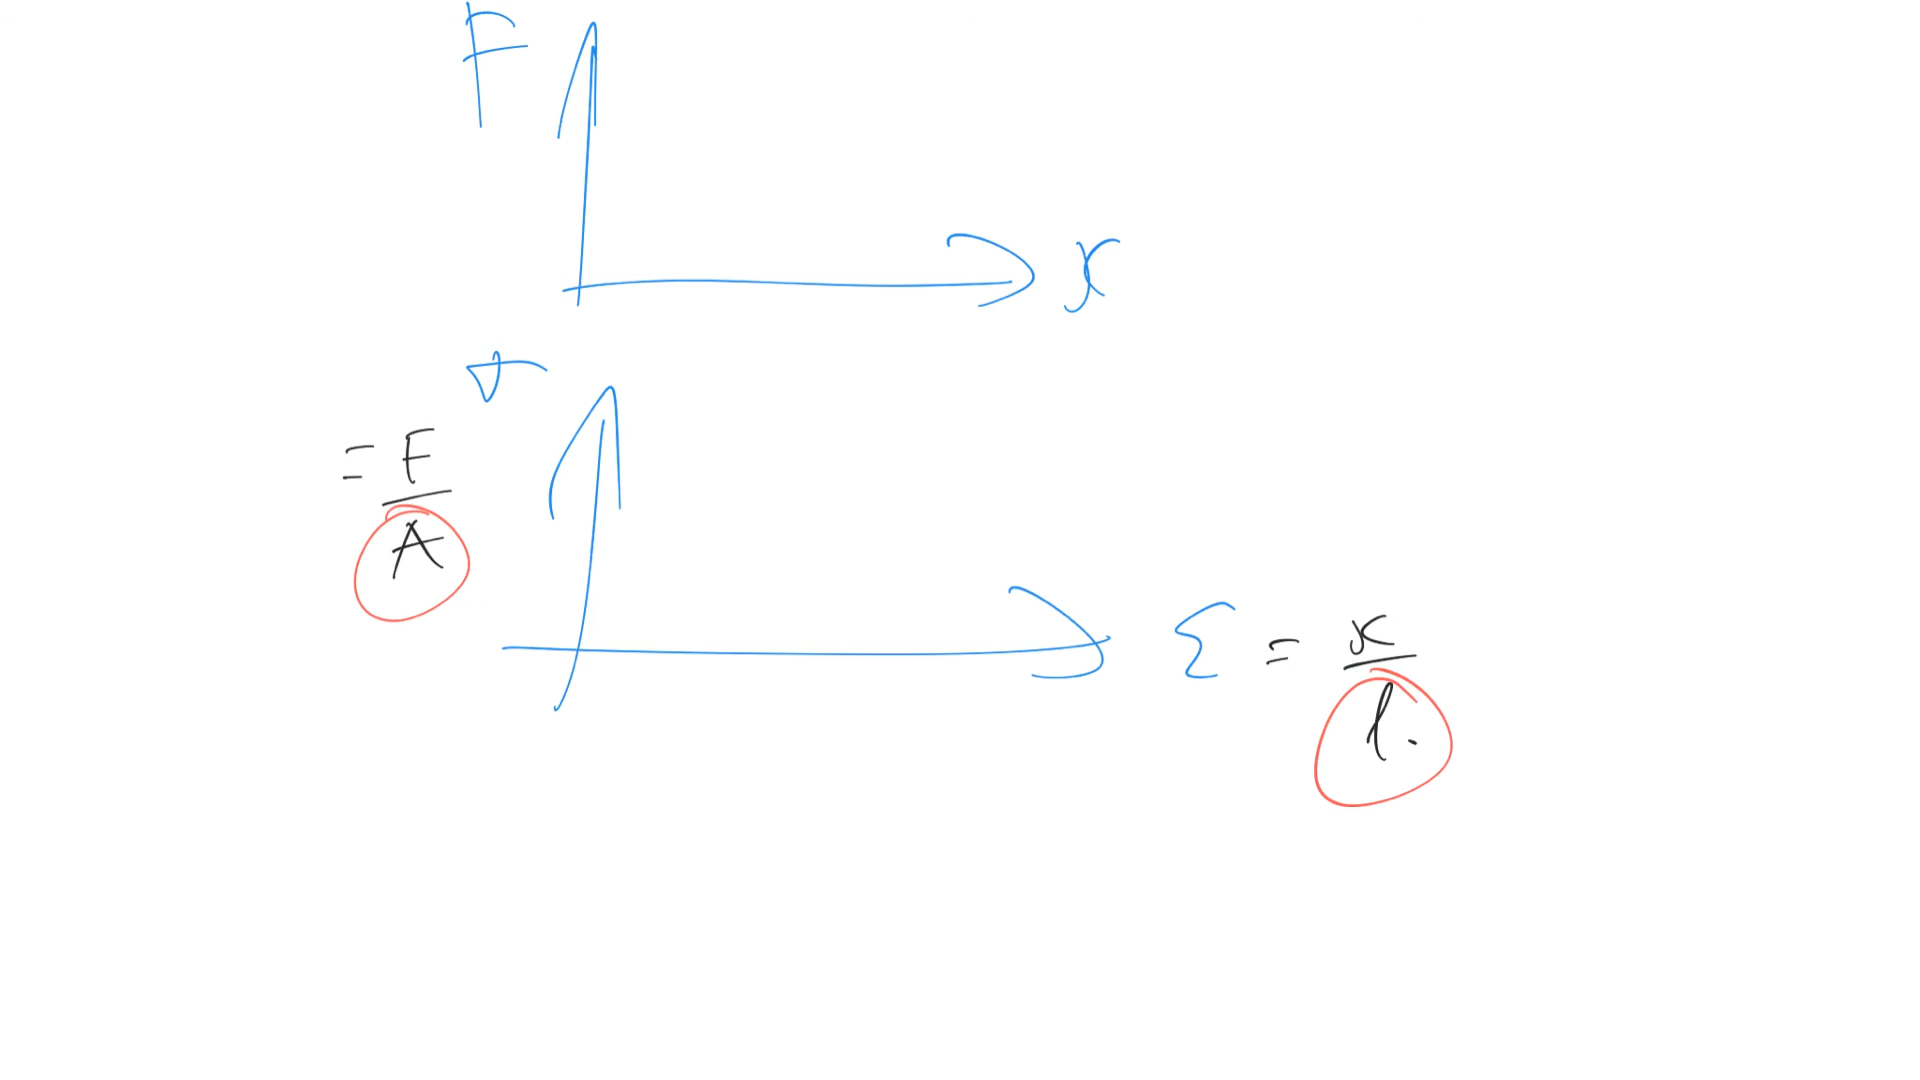 F
x
σ
= F/A
ε = x/l.